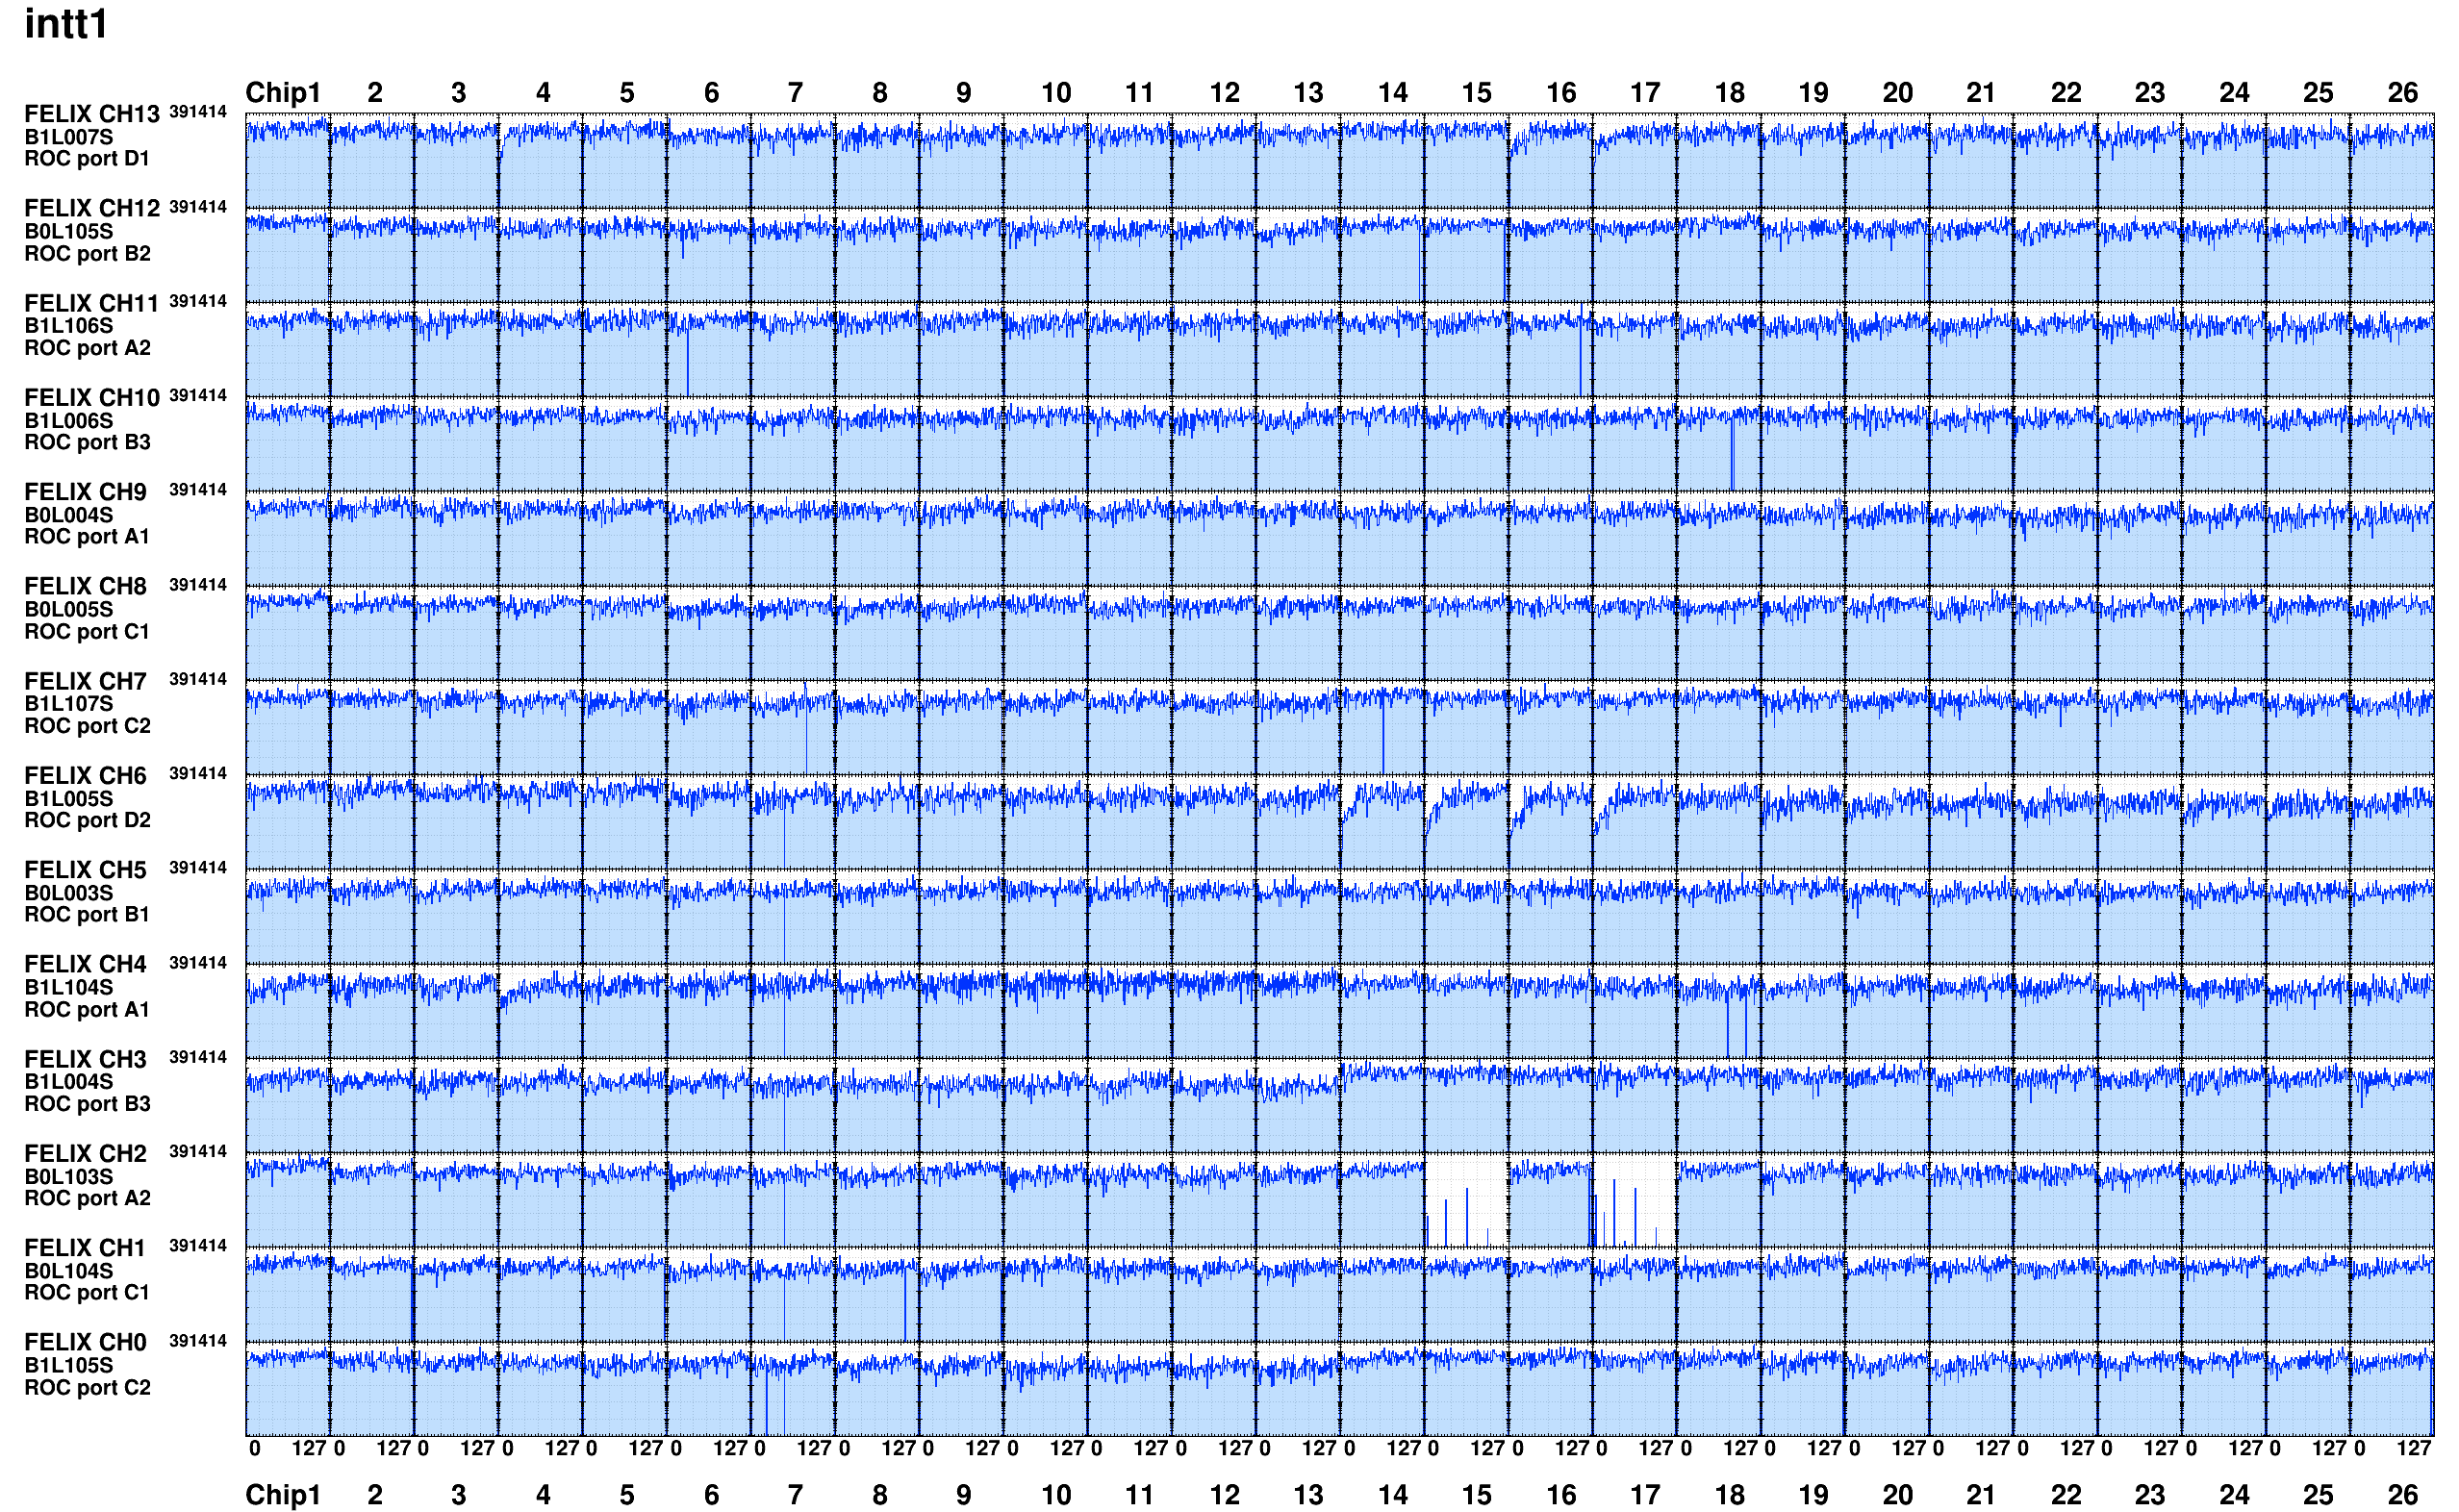 intt1
Chip1 2 3 4 5 6 7 8 9 10 11 12 13 14 15 16 17 18 19 20 21 22 23 24 25 26
FELIX CH13 391414
B1L007S
ROC port D1
FELIX CH12 391414
B0L105S
ROC port B2
FELIX CH11 391414
B1L106S
ROC port A2
FELIX CH10 391414
B1L006S
ROC port B3
FELIX CH9 391414
B0L004S
ROC port A1
FELIX CH8 391414
B0L005S
ROC port C1
FELIX CH7 391414
B1L107S
ROC port C2
FELIX CH6 391414
B1L005S
ROC port D2
FELIX CH5 391414
B0L003S
ROC port B1
FELIX CH4 391414
B1L104S
ROC port A1
FELIX CH3 391414
B1L004S
ROC port B3
FELIX CH2 391414
B0L103S
ROC port A2
FELIX CH1 391414
B0L104S
ROC port C1
FELIX CH0 391414
B1L105S
ROC port C2
0 127 0 127 0 127 0 127 0 127 0 127 0 127 0 127 0 127 0 127 0 127 0 127 0 127 0 127 0 127 0 127 0 127 0 127 0 127 0 127 0 127 0 127 0 127 0 127 0 127 0 127
Chip1 2 3 4 5 6 7 8 9 10 11 12 13 14 15 16 17 18 19 20 21 22 23 24 25 26